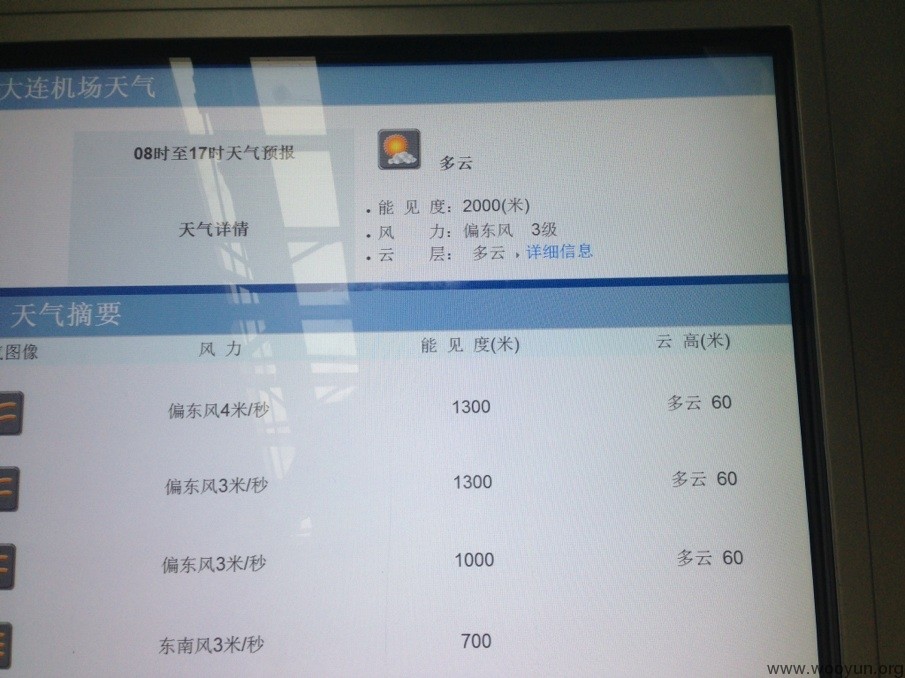 大连机场天气
08时至17时天气预报
多云
天气详情
• 能 见 度：2000(米)
• 风 力：偏东风 3级
• 云 层： 多云，详细信息
天气摘要
图像 风 力 能 见 度(米) 云 高(米)
偏东风4米/秒 1300 多云 60
偏东风3米/秒 1300 多云 60
偏东风3米/秒 1000 多云 60
东南风3米/秒 700
www.wooyun.org